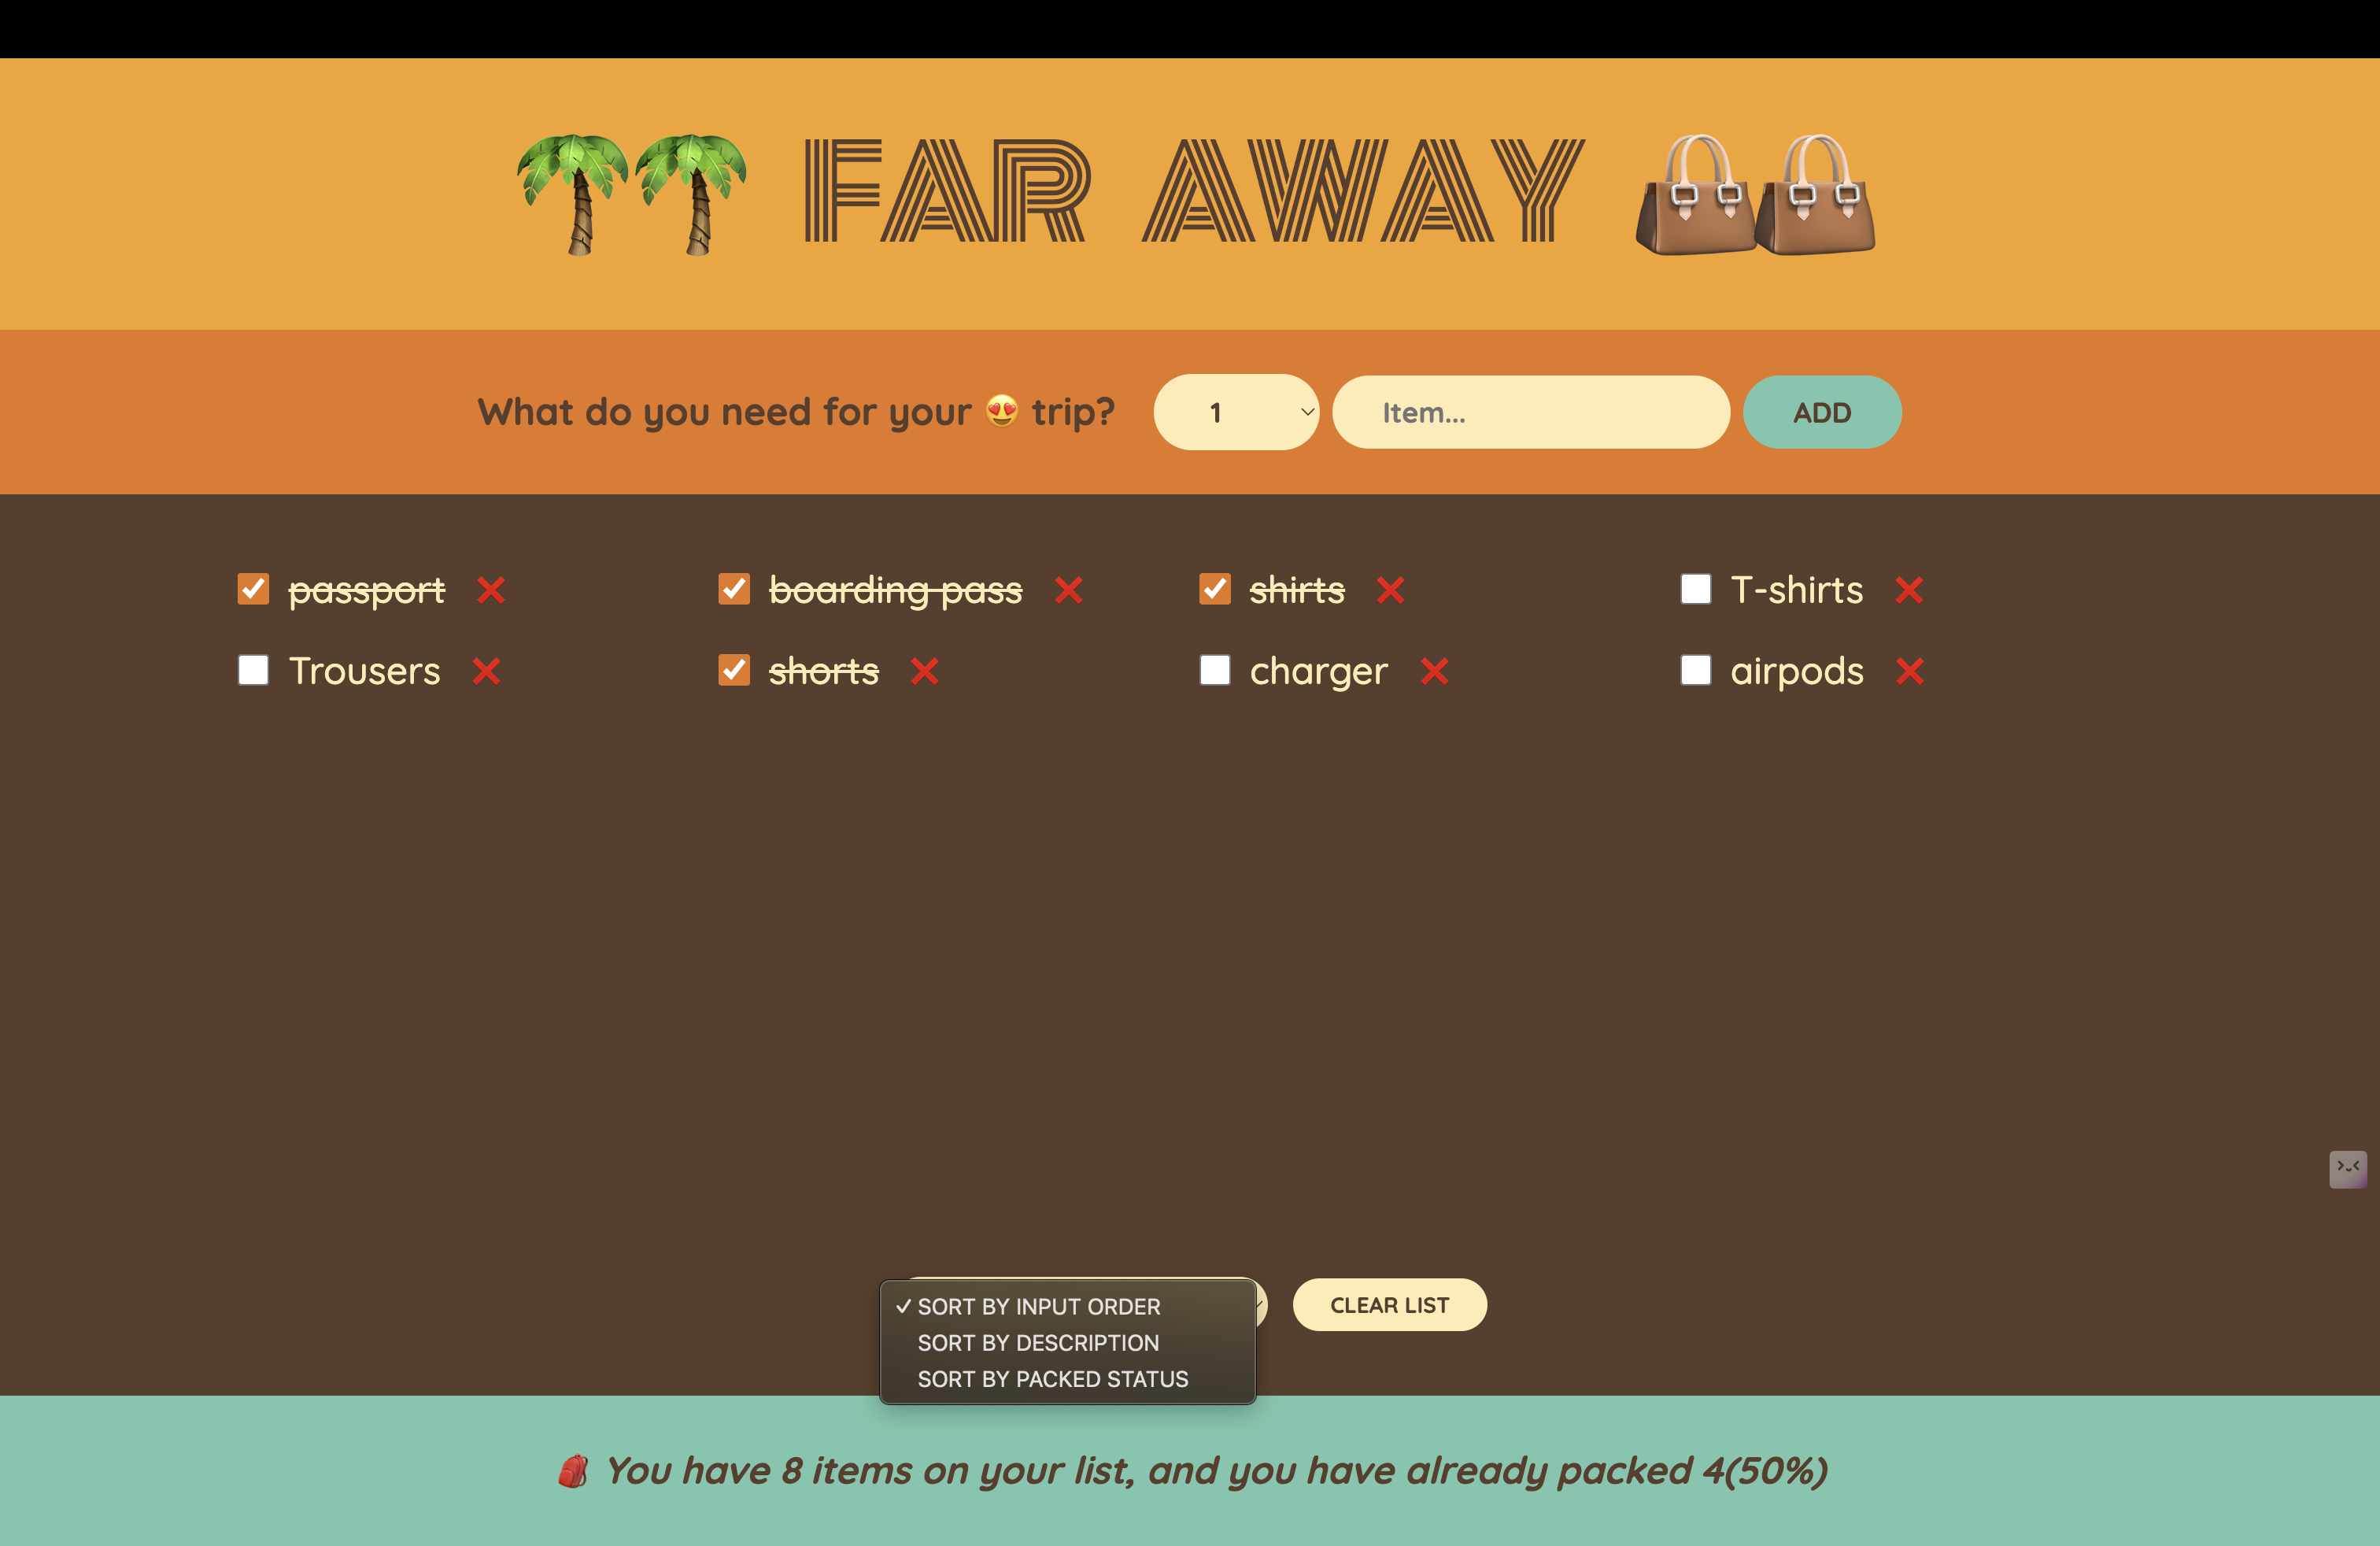 🌴🌴 FAR AWAY 👜👜
What do you need for your 😍 trip? 1 Item... ADD
passport ❌ boarding pass ❌ shirts ❌ T-shirts ❌
Trousers ❌ shorts ❌ charger ❌ airpods ❌
✓ SORT BY INPUT ORDER CLEAR LIST
SORT BY DESCRIPTION
SORT BY PACKED STATUS
🎒 You have 8 items on your list, and you have already packed 4(50%)